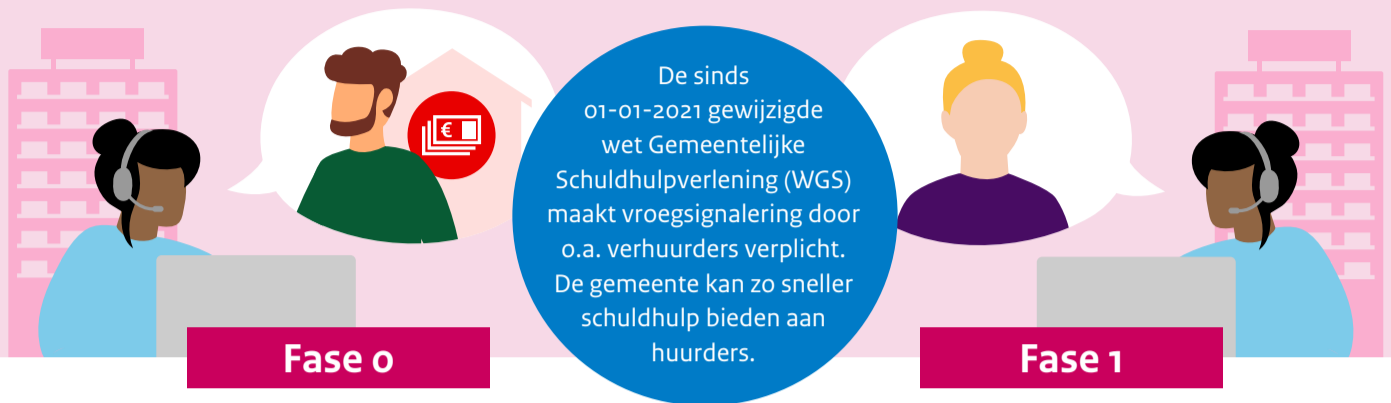 De sinds
01-01-2021 gewijzigde
wet Gemeentelijke
Schuldhulpverlening (WGS)
maakt vroegsignalering door
o.a. verhuurders verplicht.
De gemeente kan zo sneller
schuldhulp bieden aan
huurders.
€
Fase 0
Fase 1